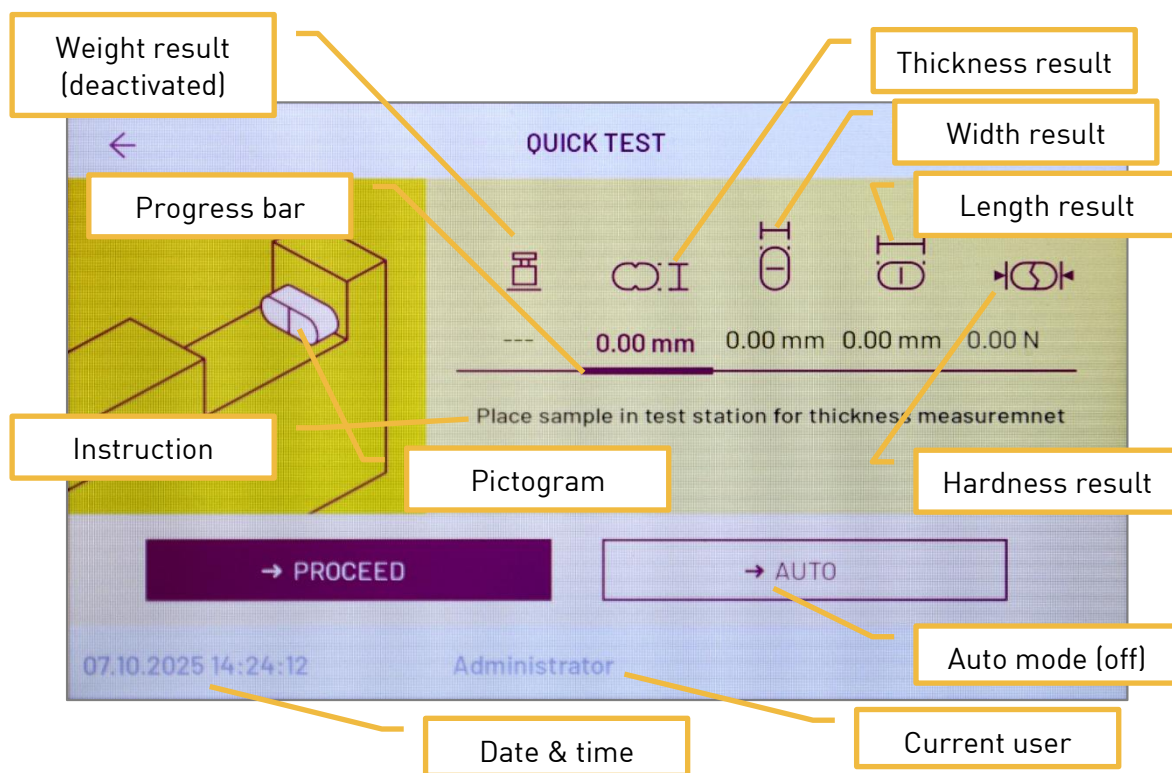 Weight result
(deactivated)
Thickness result
Width result
Length result
Progress bar
QUICK TEST
---
0.00 mm
0.00 mm
0.00 mm
0.00 N
Place sample in test station for thickness measuremnet
Instruction
Pictogram
Hardness result
→ PROCEED
→ AUTO
Auto mode (off)
07.10.2025 14:24:12
Administrator
Date & time
Current user